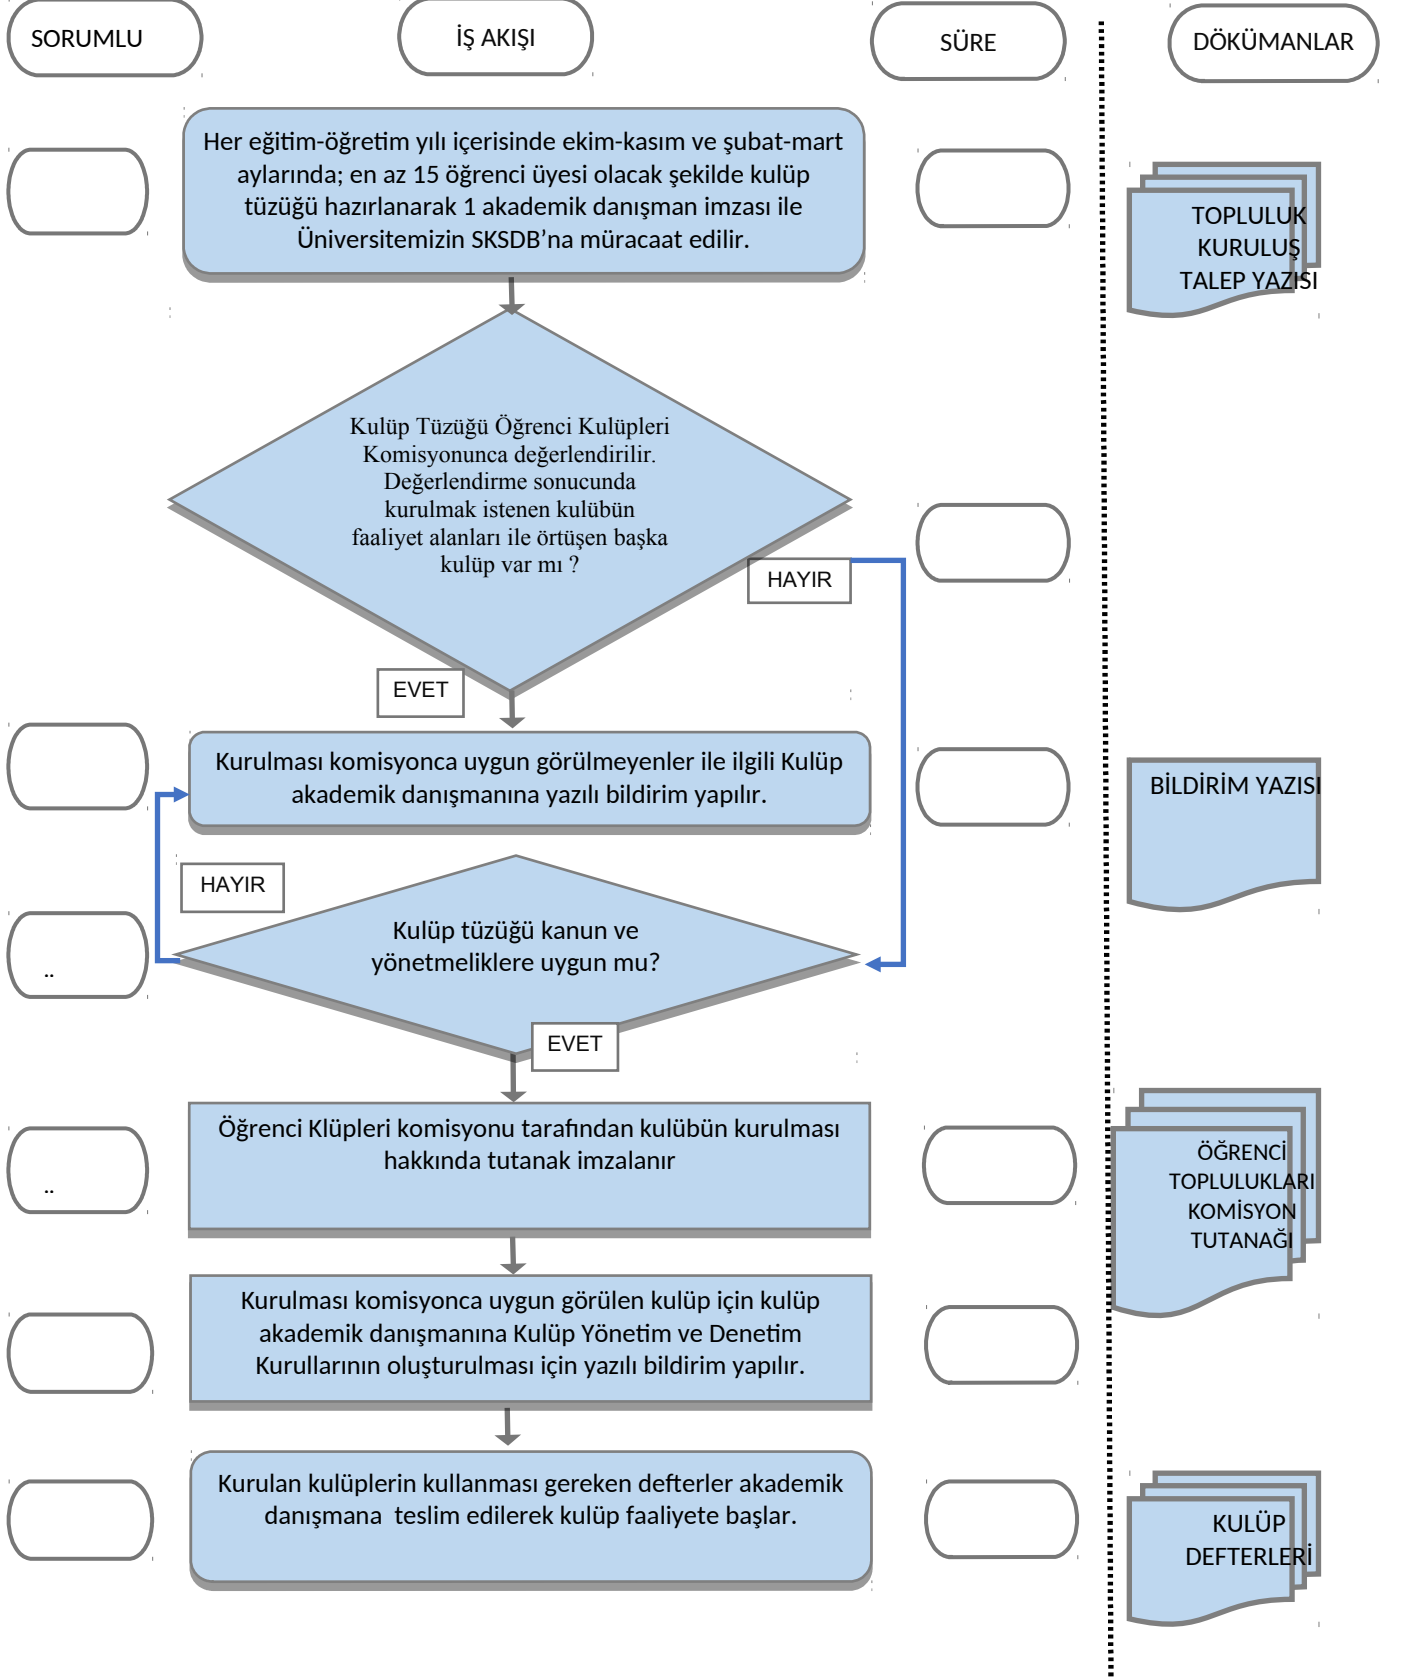 SORUMLU
İŞ AKIŞI
SÜRE
DÖKÜMANLAR
Her eğitim-öğretim yılı içerisinde ekim-kasım ve şubat-mart
aylarında; en az 15 öğrenci üyesi olacak şekilde kulüp
tüzüğü hazırlanarak 1 akademik danışman imzası ile
Üniversitemizin SKSDB’na müracaat edilir.
TOPLULUK
KURULUŞ
TALEP YAZISI
Kulüp Tüzüğü Öğrenci Kulüpleri
Komisyonunca değerlendirilir.
Değerlendirme sonucunda
kurulmak istenen kulübün
faaliyet alanları ile örtüşen başka
kulüp var mı ?
HAYIR
EVET
Kurulması komisyonca uygun görülmeyenler ile ilgili Kulüp
akademik danışmanına yazılı bildirim yapılır.
BİLDİRİM YAZISI
HAYIR
Kulüp tüzüğü kanun ve
yönetmeliklere uygun mu?
..
EVET
Öğrenci Klüpleri komisyonu tarafından kulübün kurulması
hakkında tutanak imzalanır
..
ÖĞRENCİ
TOPLULUKLARI
KOMİSYON
TUTANAĞI
Kurulması komisyonca uygun görülen kulüp için kulüp
akademik danışmanına Kulüp Yönetim ve Denetim
Kurullarının oluşturulması için yazılı bildirim yapılır.
Kurulan kulüplerin kullanması gereken defterler akademik
danışmana  teslim edilerek kulüp faaliyete başlar.
KULÜP
DEFTERLERİ